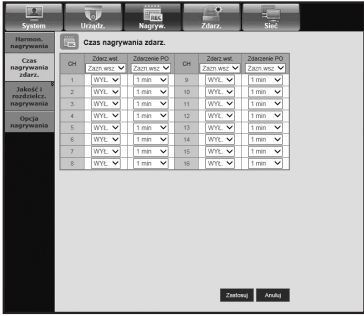 System Urządz. Nagryw. Zdarz. Sieć
Harmon. nagrywania
Czas nagrywania zdarz.
Jakość i rozdzielcz. nagrywania
Opcja nagrywania
Czas nagrywania zdarz.
CH Zdarz.wst. Zdarzenie PO CH Zdarz.wst. Zdarzenie PO
Zazn.wsz. Zazn.wsz. Zazn.wsz. Zazn.wsz.
1 WYŁ. 1 min 9 WYŁ. 1 min
2 WYŁ. 1 min 10 WYŁ. 1 min
3 WYŁ. 1 min 11 WYŁ. 1 min
4 WYŁ. 1 min 12 WYŁ. 1 min
5 WYŁ. 1 min 13 WYŁ. 1 min
6 WYŁ. 1 min 14 WYŁ. 1 min
7 WYŁ. 1 min 15 WYŁ. 1 min
8 WYŁ. 1 min 16 WYŁ. 1 min
Zastosuj Anuluj